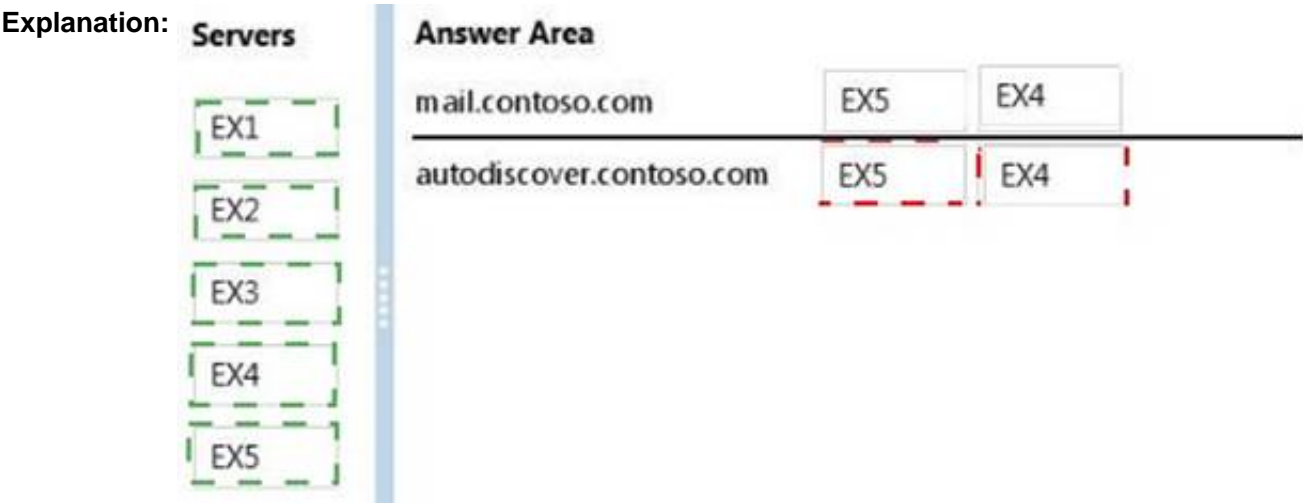 Explanation:
Servers
EX1
EX2
EX3
EX4
EX5
Answer Area
mail.contoso.com EX5 EX4
autodiscover.contoso.com EX5 EX4